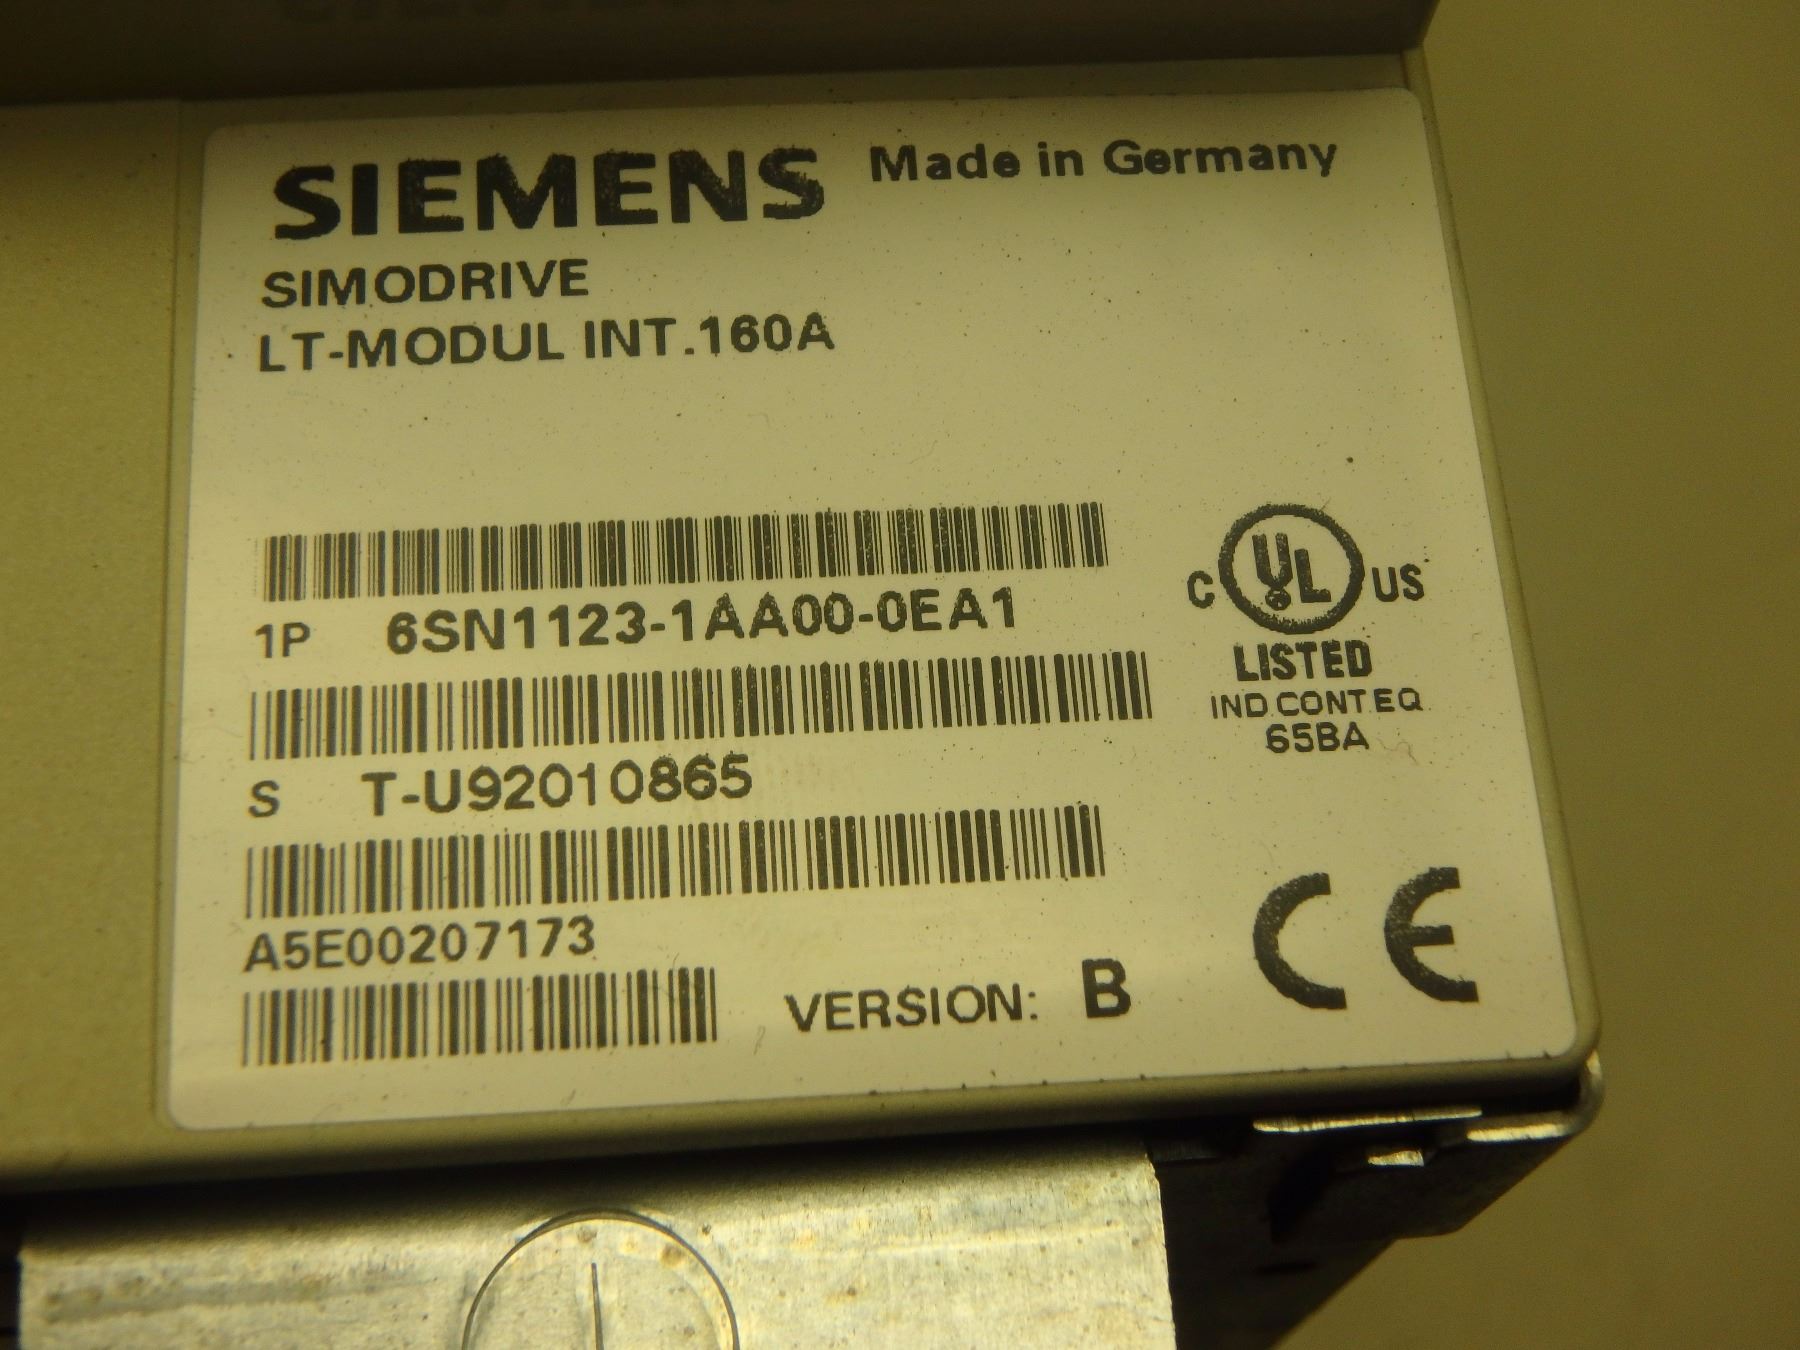 SIEMENS Made in Germany
SIMODRIVE
LT-MODUL INT.160A
1P 6SN1123-1AA00-0EA1
C UL US
LISTED
IND.CONT.EQ.
65BA
S T-U92010865
A5E00207173
VERSION: B
CE